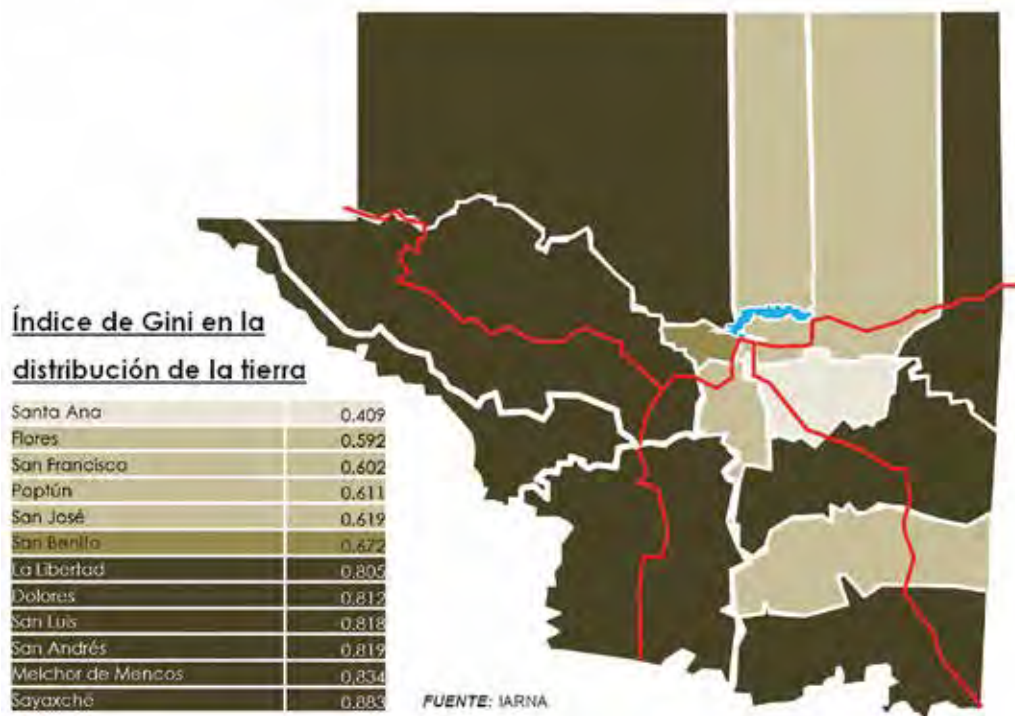 Índice de Gini en la
distribución de la tierra
Santa Ana 0.409
Flores 0.592
San Francisco 0.602
Poptún 0.611
San José 0.619
San Benito 0.672
La Libertad 0.805
Dolores 0.812
San Luis 0.818
San Andrés 0.819
Melchor de Mencos 0.834
Sayaxché 0.883
FUENTE: IARNA